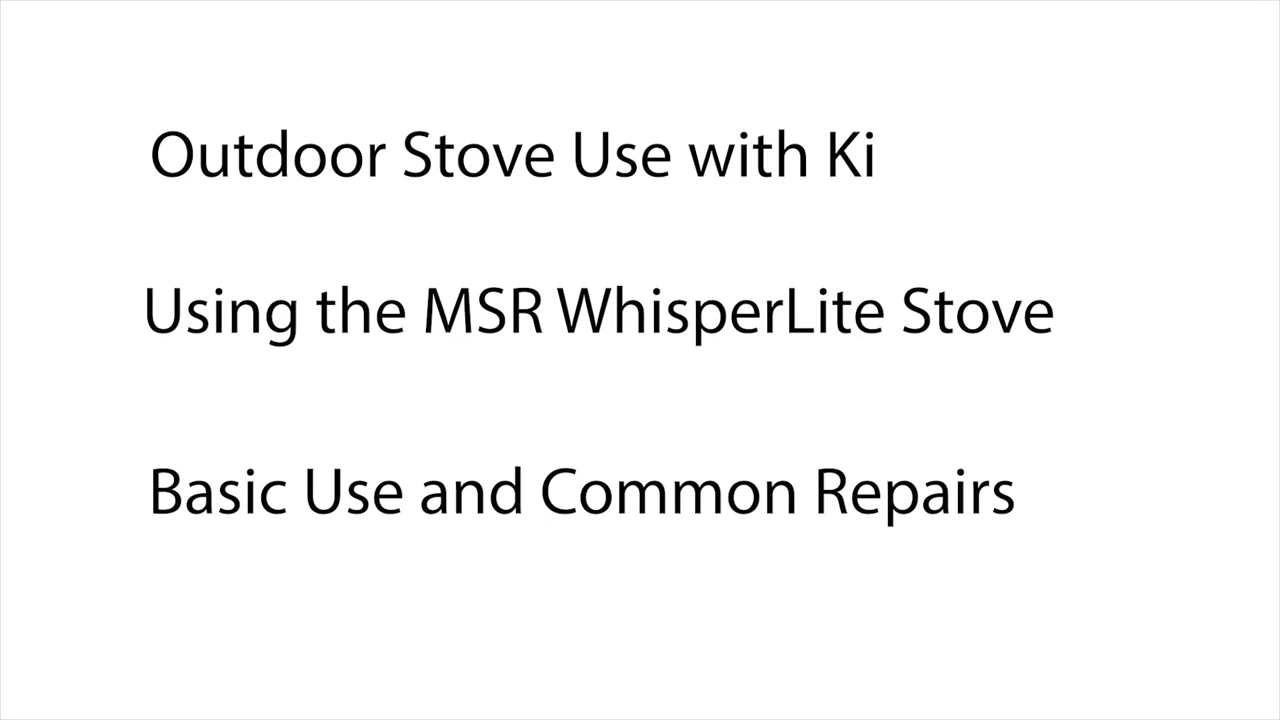 Outdoor Stove Use with Ki
Using the MSR WhisperLite Stove
Basic Use and Common Repairs